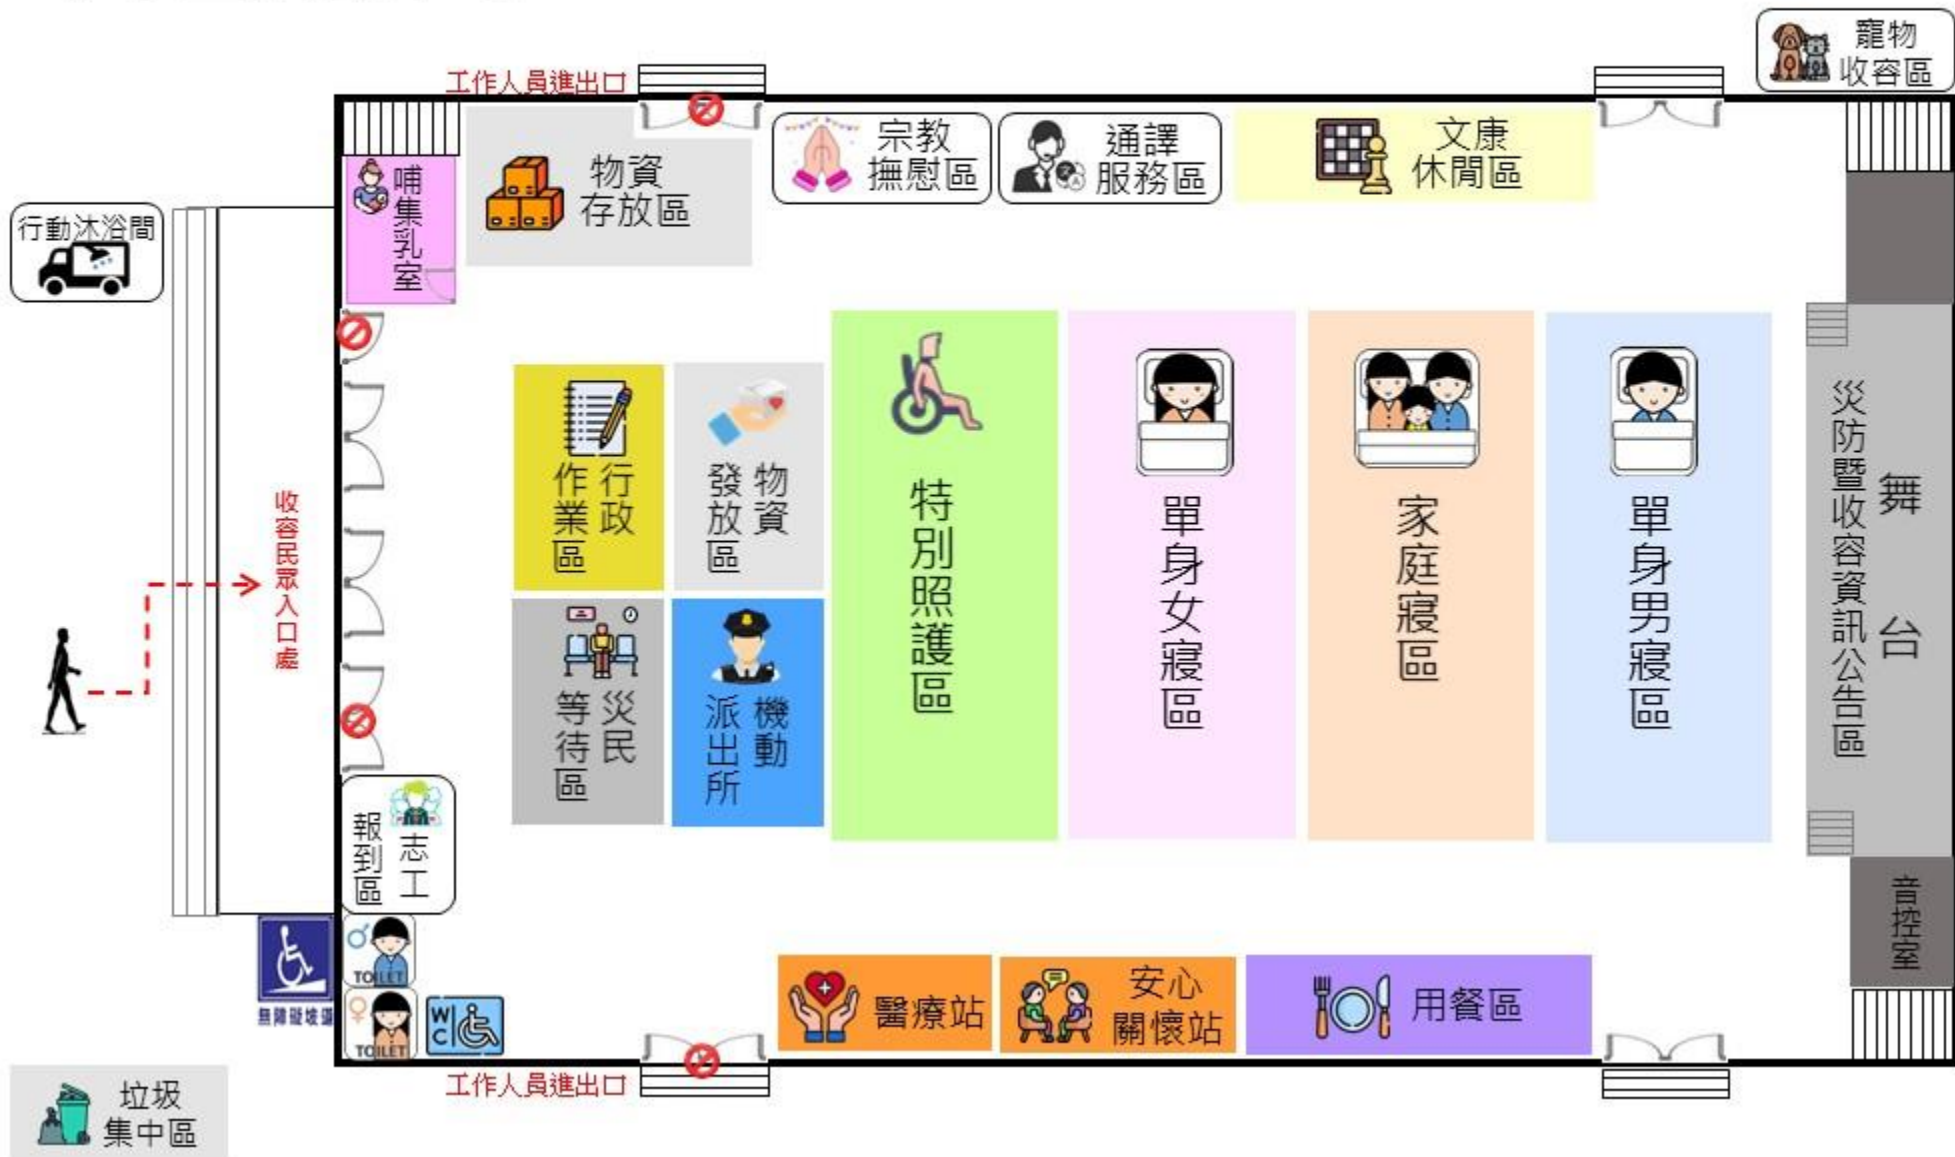 寵物
收容區
工作人員進出口
宗教
撫慰區
通譯
服務區
文康
休閒區
物資
存放區
哺集乳室
行動沐浴間
行政
作業區
物資
發放區
特別照護區
單身女寢區
家庭寢區
單身男寢區
災防暨收容資訊公告區
舞台
收容民眾入口處
災民
等待區
機動
派出所
志工
報到區
音控室
TOILET
TOILET
WC
無障礙坡道
醫療站
安心
關懷站
用餐區
工作人員進出口
垃圾
集中區